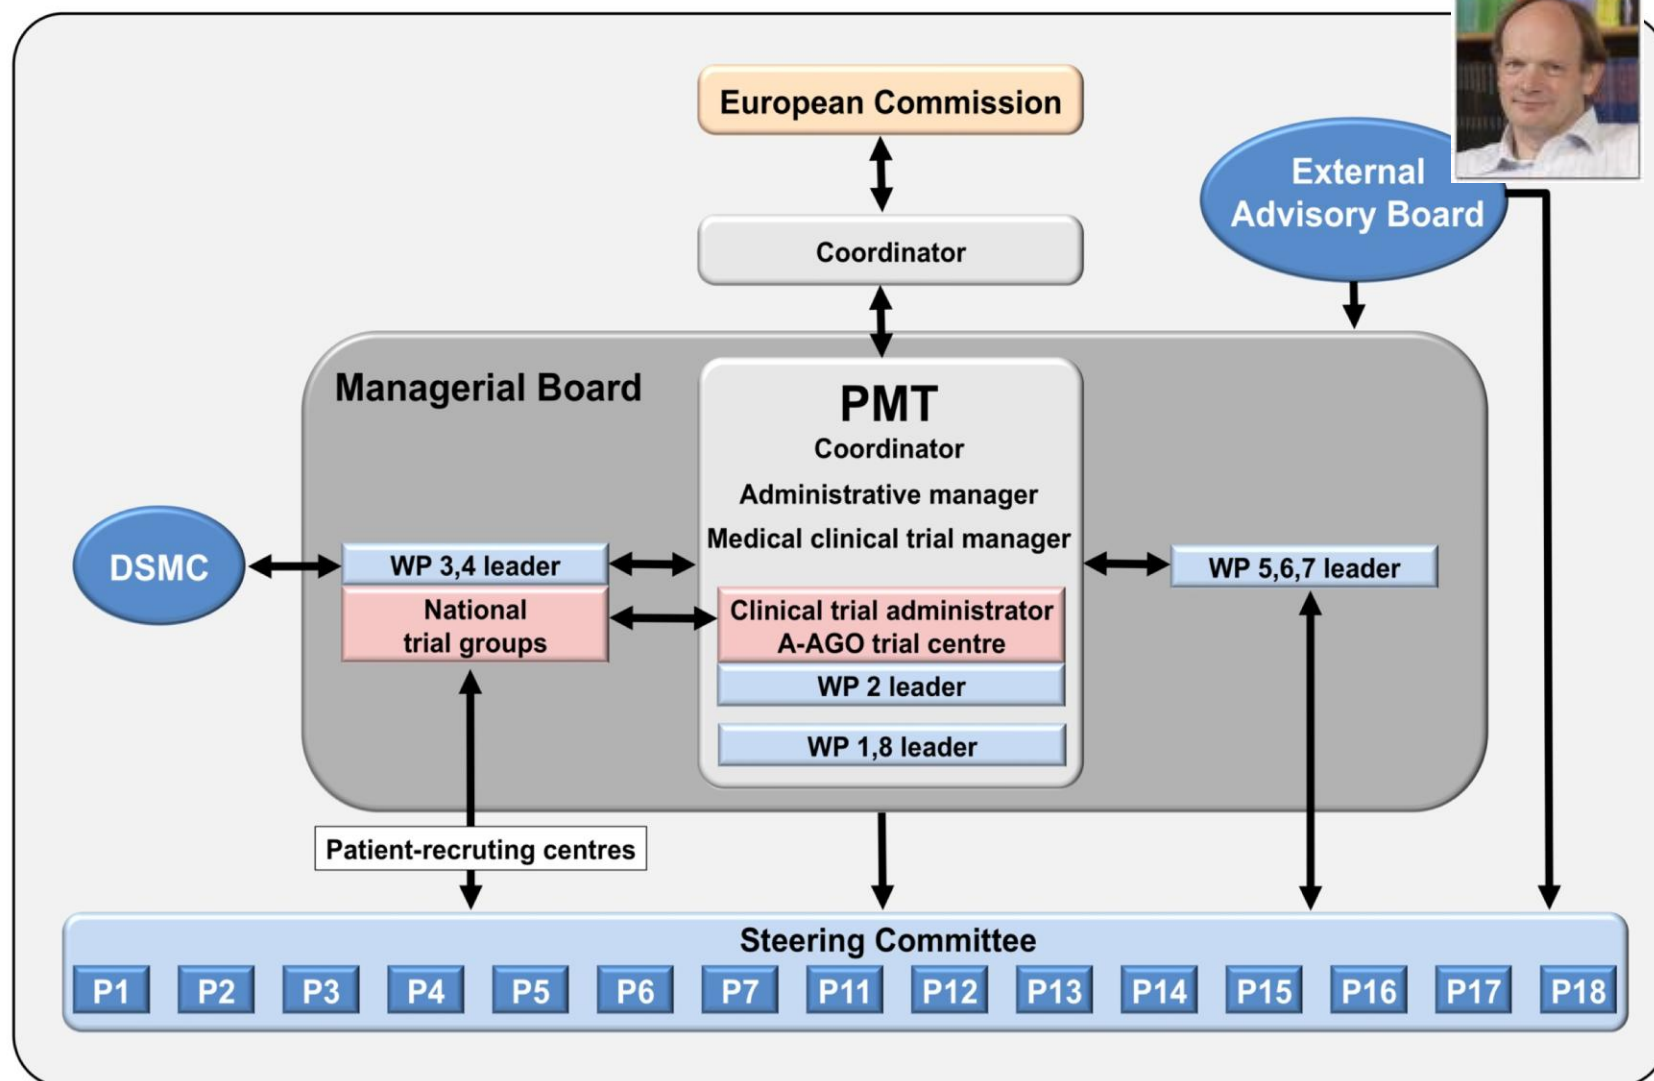 European Commission
External
Advisory Board
Coordinator
Managerial Board
PMT
Coordinator
Administrative manager
Medical clinical trial manager
DSMC
WP 3,4 leader
WP 5,6,7 leader
National
trial groups
Clinical trial administrator
A-AGO trial centre
WP 2 leader
WP 1,8 leader
Patient-recruting centres
Steering Committee
P1 P2 P3 P4 P5 P6 P7 P11 P12 P13 P14 P15 P16 P17 P18